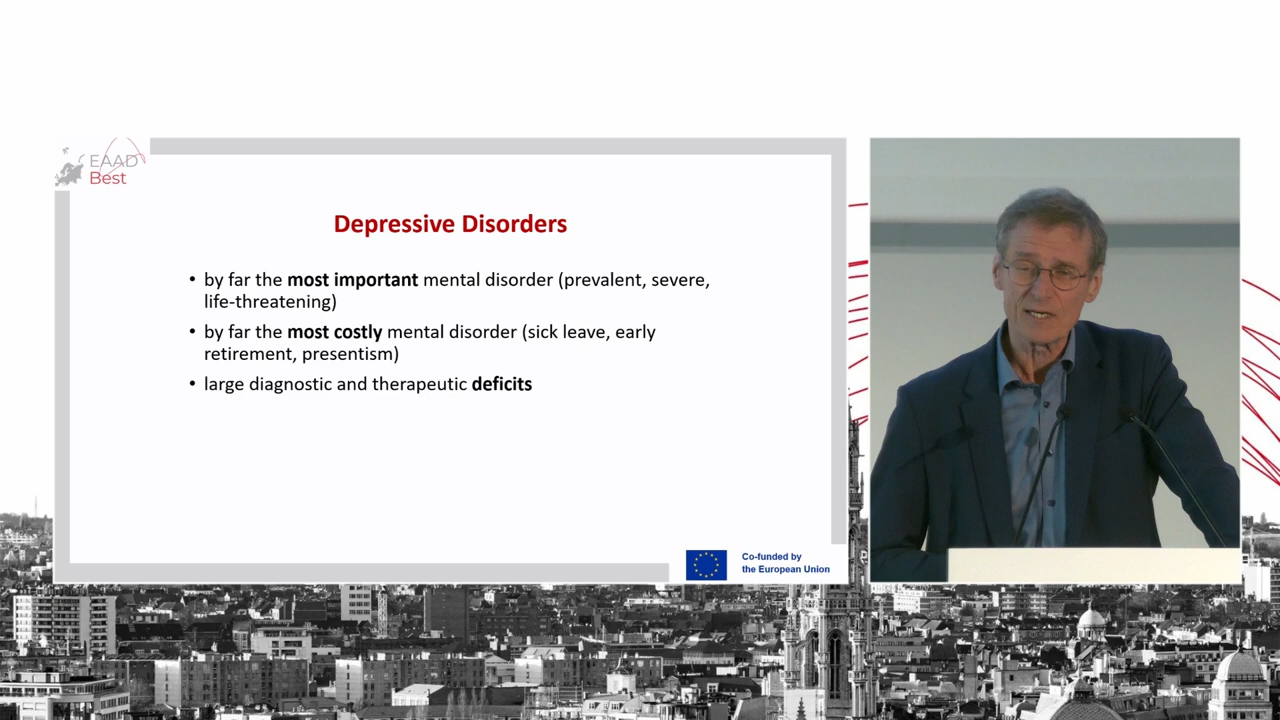 EAAD
Best
Depressive Disorders
• by far the most important mental disorder (prevalent, severe,
life-threatening)
• by far the most costly mental disorder (sick leave, early
retirement, presentism)
• large diagnostic and therapeutic deficits
Co-funded by
the European Union